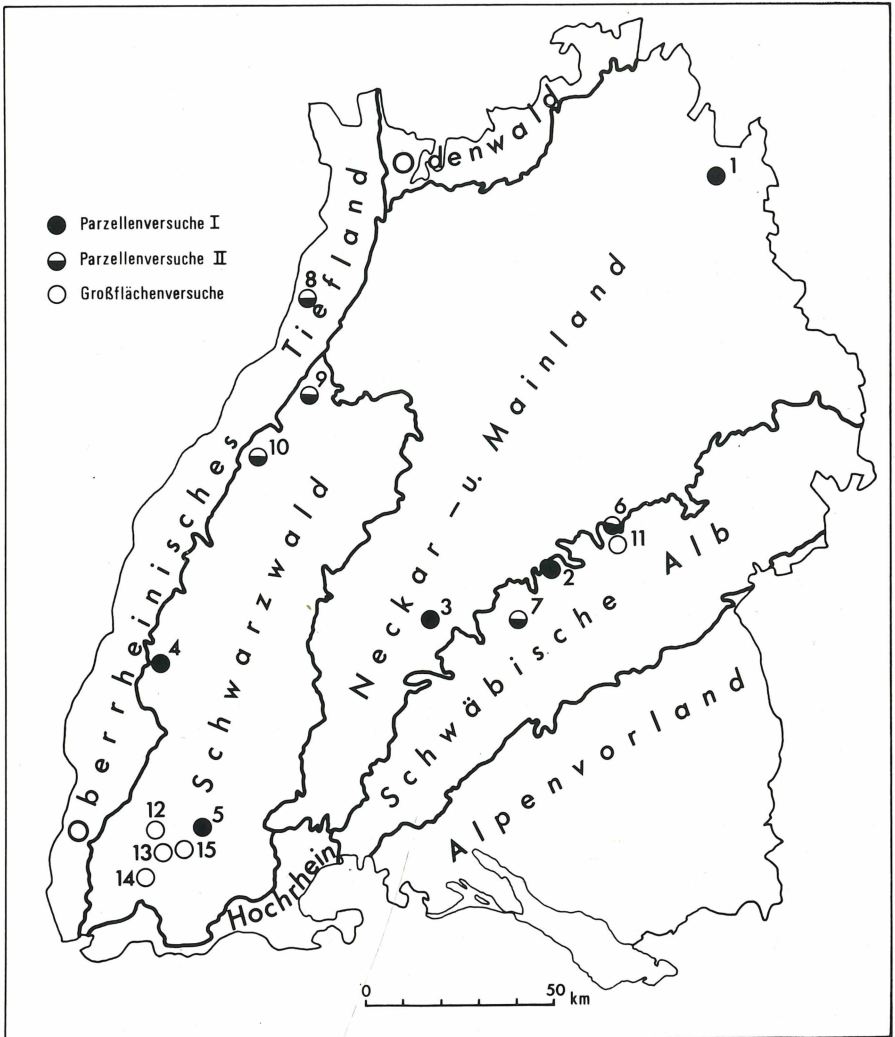 Odenwald
1
Parzellenversuche I
Parzellenversuche II
Großflächenversuche
8
Oberrheinisches Tiefland
9
10
Schwarzwald
Neckar – u. Mainland
6
11
2
7
3
Schwäbische Alb
4
Alpenvorland
12
5
13
15
14
Hochrhein
0 50 km